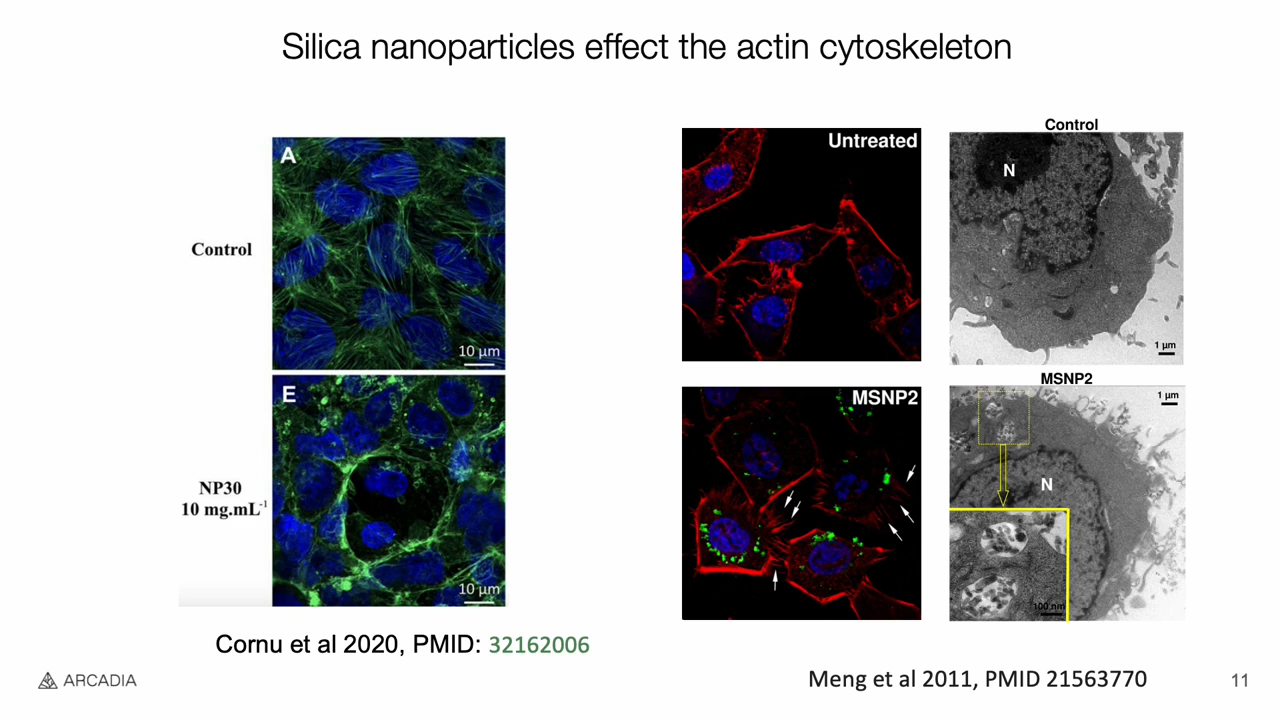 Silica nanoparticles effect the actin cytoskeleton
A
Control
10 µm
E
NP30
10 mg.mL⁻¹
10 µm
Cornu et al 2020, PMID: 32162006
Untreated
MSNP2
Control
N
1 µm
MSNP2
1 µm
N
100 nm
Meng et al 2011, PMID 21563770
ARCADIA
11